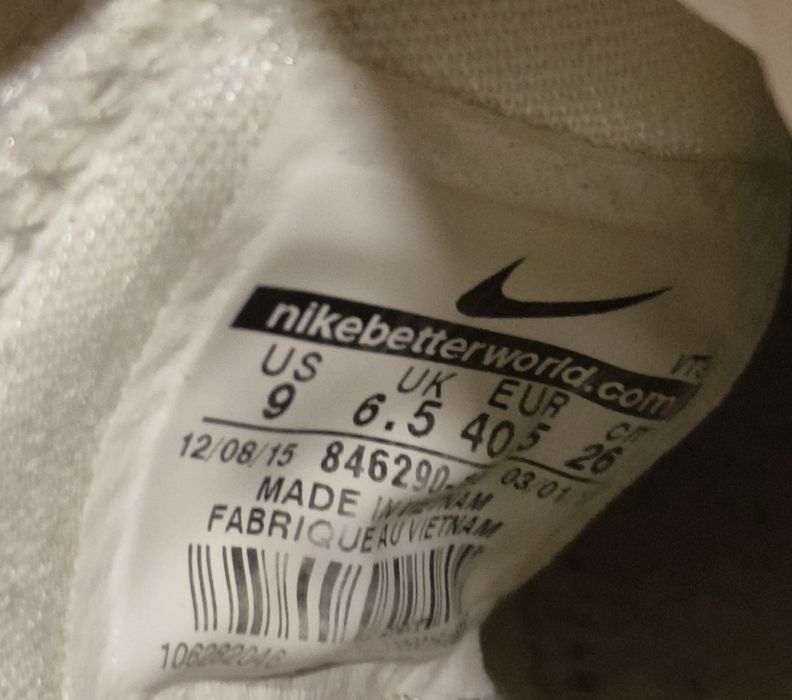 nikebetterworld.com
US UK EUR CM
9 6.5 40.5 26
12/08/15 846290- 03/01
MADE IN VIETNAM
FABRIQUE AU VIETNAM